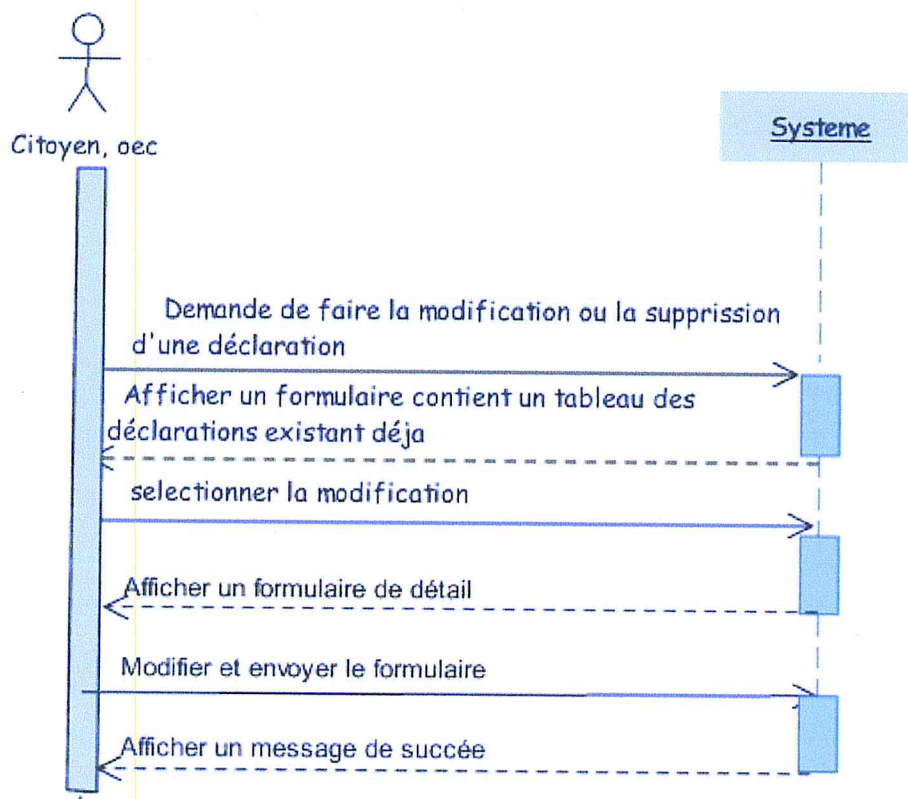 Citoyen, oec
Systeme
Demande de faire la modification ou la supprission
d'une déclaration
Afficher un formulaire contient un tableau des
déclarations existant déja
selectionner la modification
Afficher un formulaire de détail
Modifier et envoyer le formulaire
Afficher un message de succée